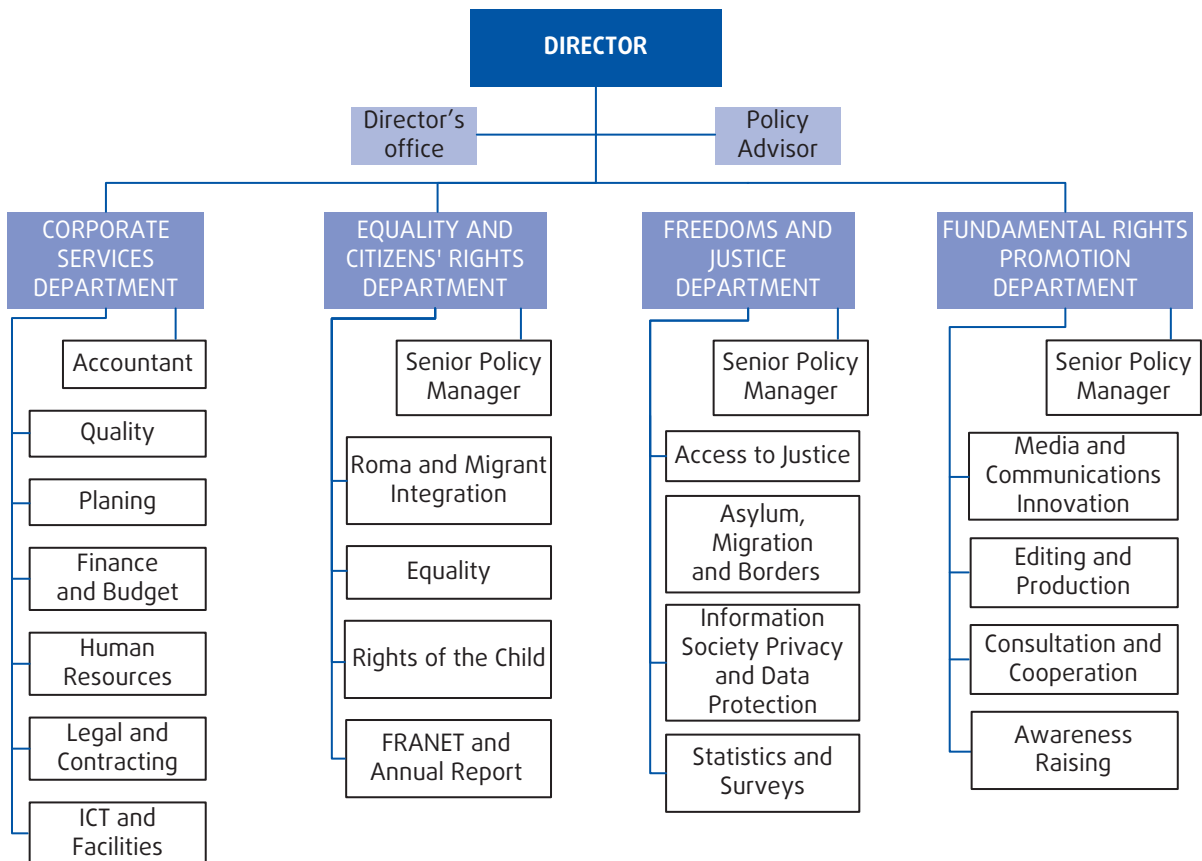 DIRECTOR
Director's
office
Policy
Advisor
CORPORATE
SERVICES
DEPARTMENT
Accountant
Quality
Planing
Finance
and Budget
Human
Resources
Legal and
Contracting
ICT and
Facilities
EQUALITY AND
CITIZENS' RIGHTS
DEPARTMENT
Senior Policy
Manager
Roma and Migrant
Integration
Equality
Rights of the Child
FRANET and
Annual Report
FREEDOMS AND
JUSTICE
DEPARTMENT
Senior Policy
Manager
Access to Justice
Asylum,
Migration
and Borders
Information
Society Privacy
and Data
Protection
Statistics and
Surveys
FUNDAMENTAL RIGHTS
PROMOTION
DEPARTMENT
Senior Policy
Manager
Media and
Communications
Innovation
Editing and
Production
Consultation and
Cooperation
Awareness
Raising